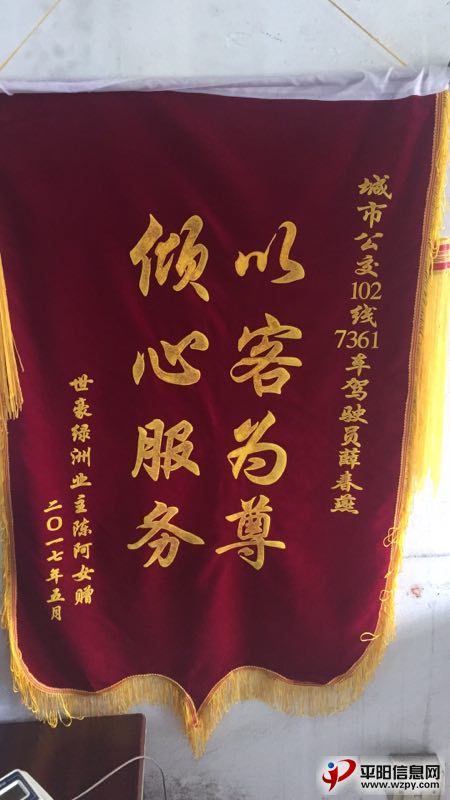 城市公交102线
7361车驾驶员薛春燕
以客为尊
倾心服务
世豪绿洲业主陈阿女赠
二〇一七年五月
平阳信息网
www.wzpy.com